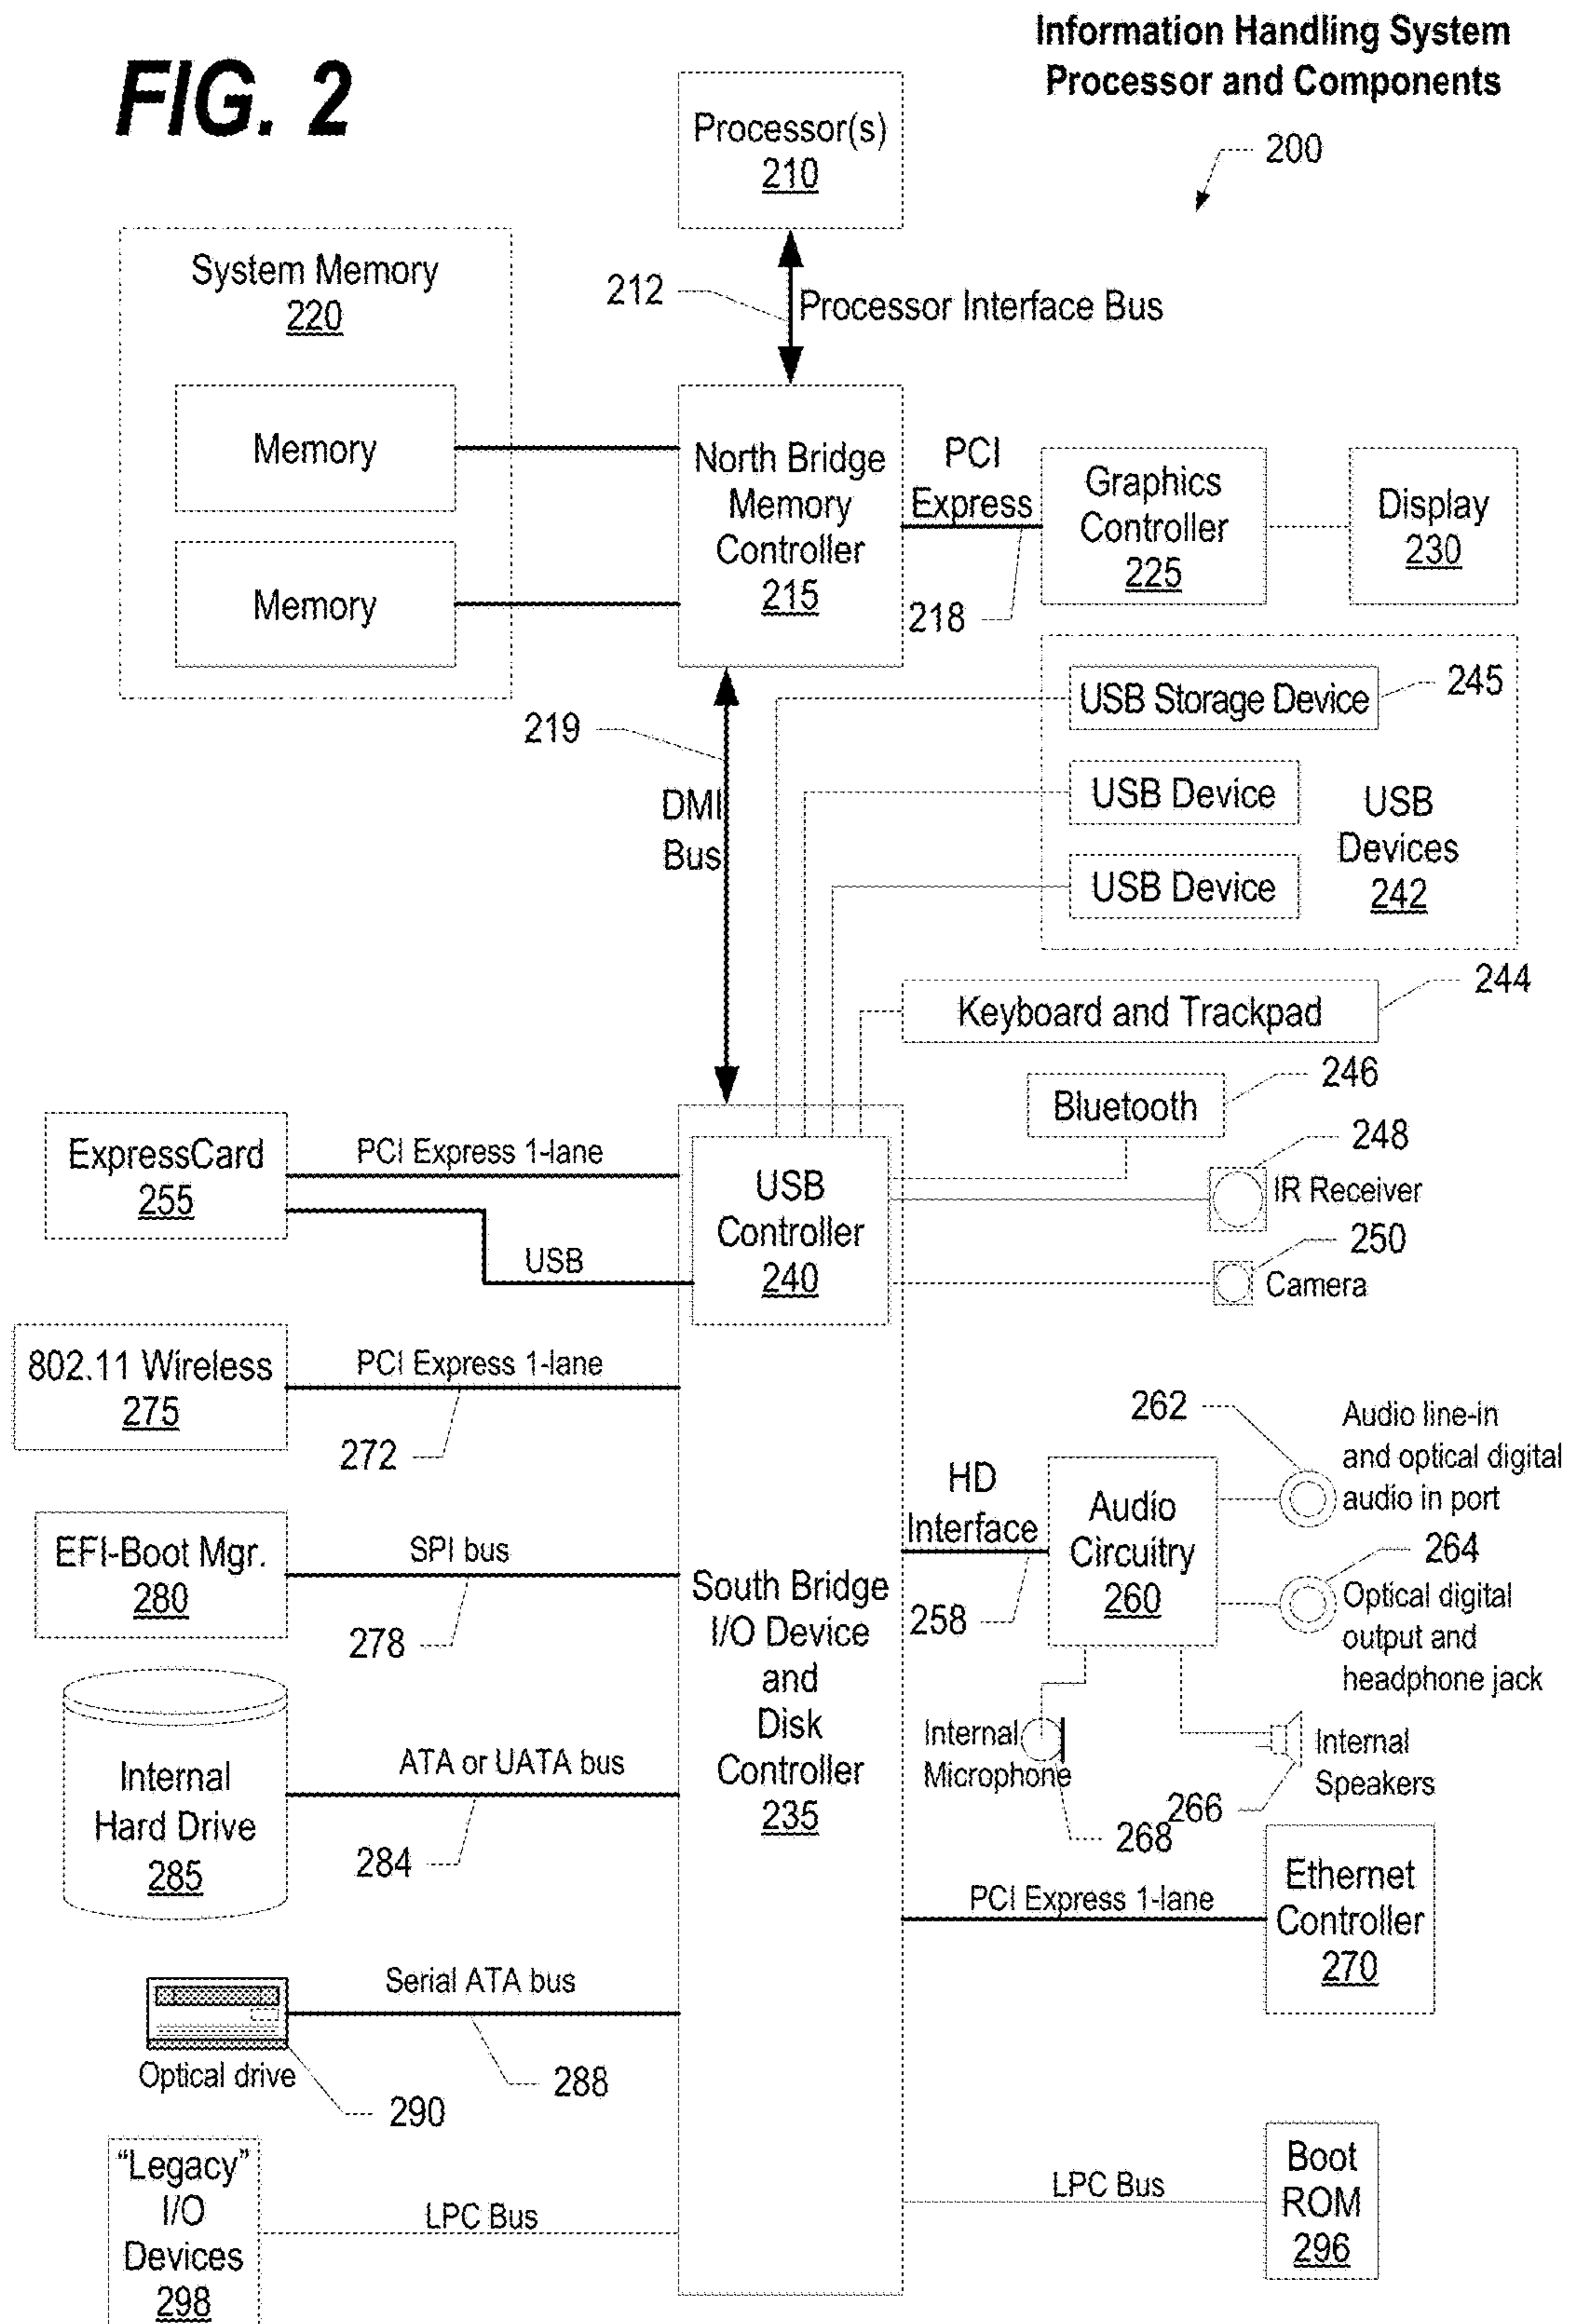 FIG. 2
Information Handling System
Processor and Components
200
Processor(s)
210
212
Processor Interface Bus
System Memory
220
Memory
Memory
North Bridge
Memory
Controller
215
PCI
Express
218
Graphics
Controller
225
Display
230
219
DMI
Bus
USB Storage Device
245
USB Device
USB Device
USB
Devices
242
Keyboard and Trackpad
244
Bluetooth
246
248
IR Receiver
250
Camera
ExpressCard
255
PCI Express 1-lane
USB
USB
Controller
240
802.11 Wireless
275
PCI Express 1-lane
272
EFI-Boot Mgr.
280
SPI bus
278
South Bridge
I/O Device
and
Disk
Controller
235
HD
Interface
258
Audio
Circuitry
260
262
Audio line-in
and optical digital
audio in port
264
Optical digital
output and
headphone jack
Internal
Microphone
268
266
Internal
Speakers
Internal
Hard Drive
285
ATA or UATA bus
284
PCI Express 1-lane
Ethernet
Controller
270
Serial ATA bus
288
Optical drive
290
"Legacy"
I/O
Devices
298
LPC Bus
LPC Bus
Boot
ROM
296